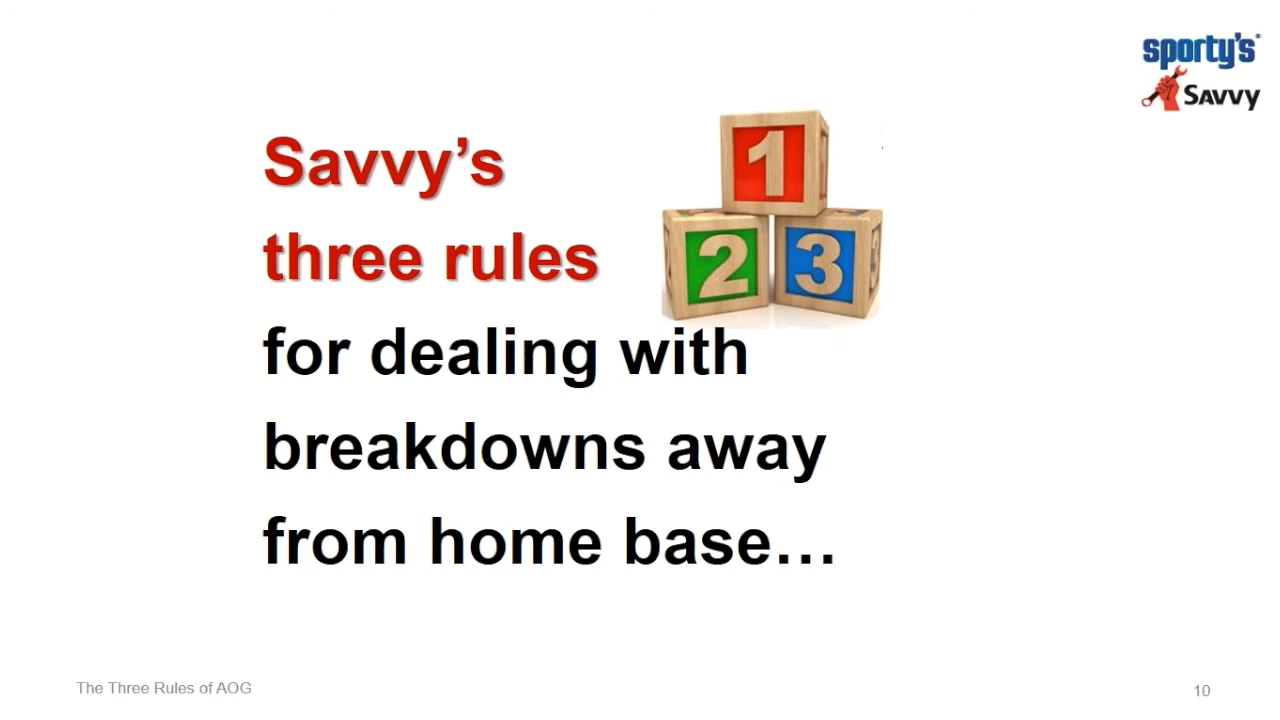 sporty's
SAVVY
Savvy's
three rules
for dealing with
breakdowns away
from home base…
1
2
3
The Three Rules of AOG
10